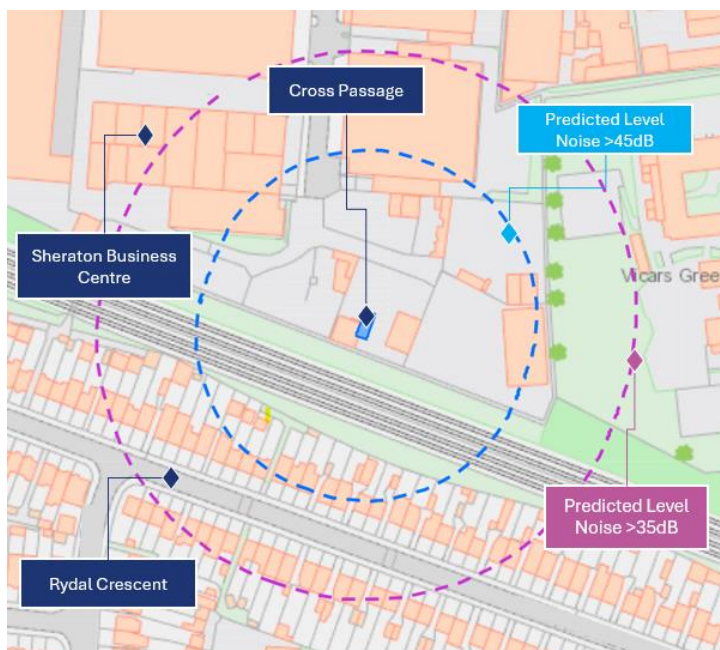 Cross Passage
Predicted Level
Noise >45dB
Sheraton Business
Centre
Vicars Gree
Predicted Level
Noise >35dB
Rydal Crescent